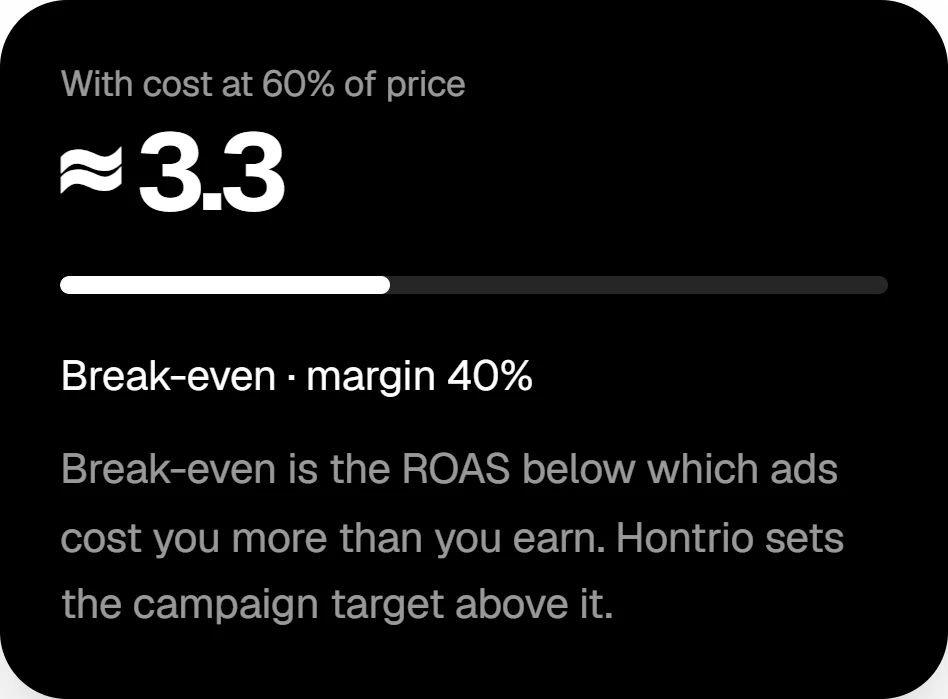 With cost at 60% of price
≈ 3.3
Break-even · margin 40%
Break-even is the ROAS below which ads
cost you more than you earn. Hontrio sets
the campaign target above it.